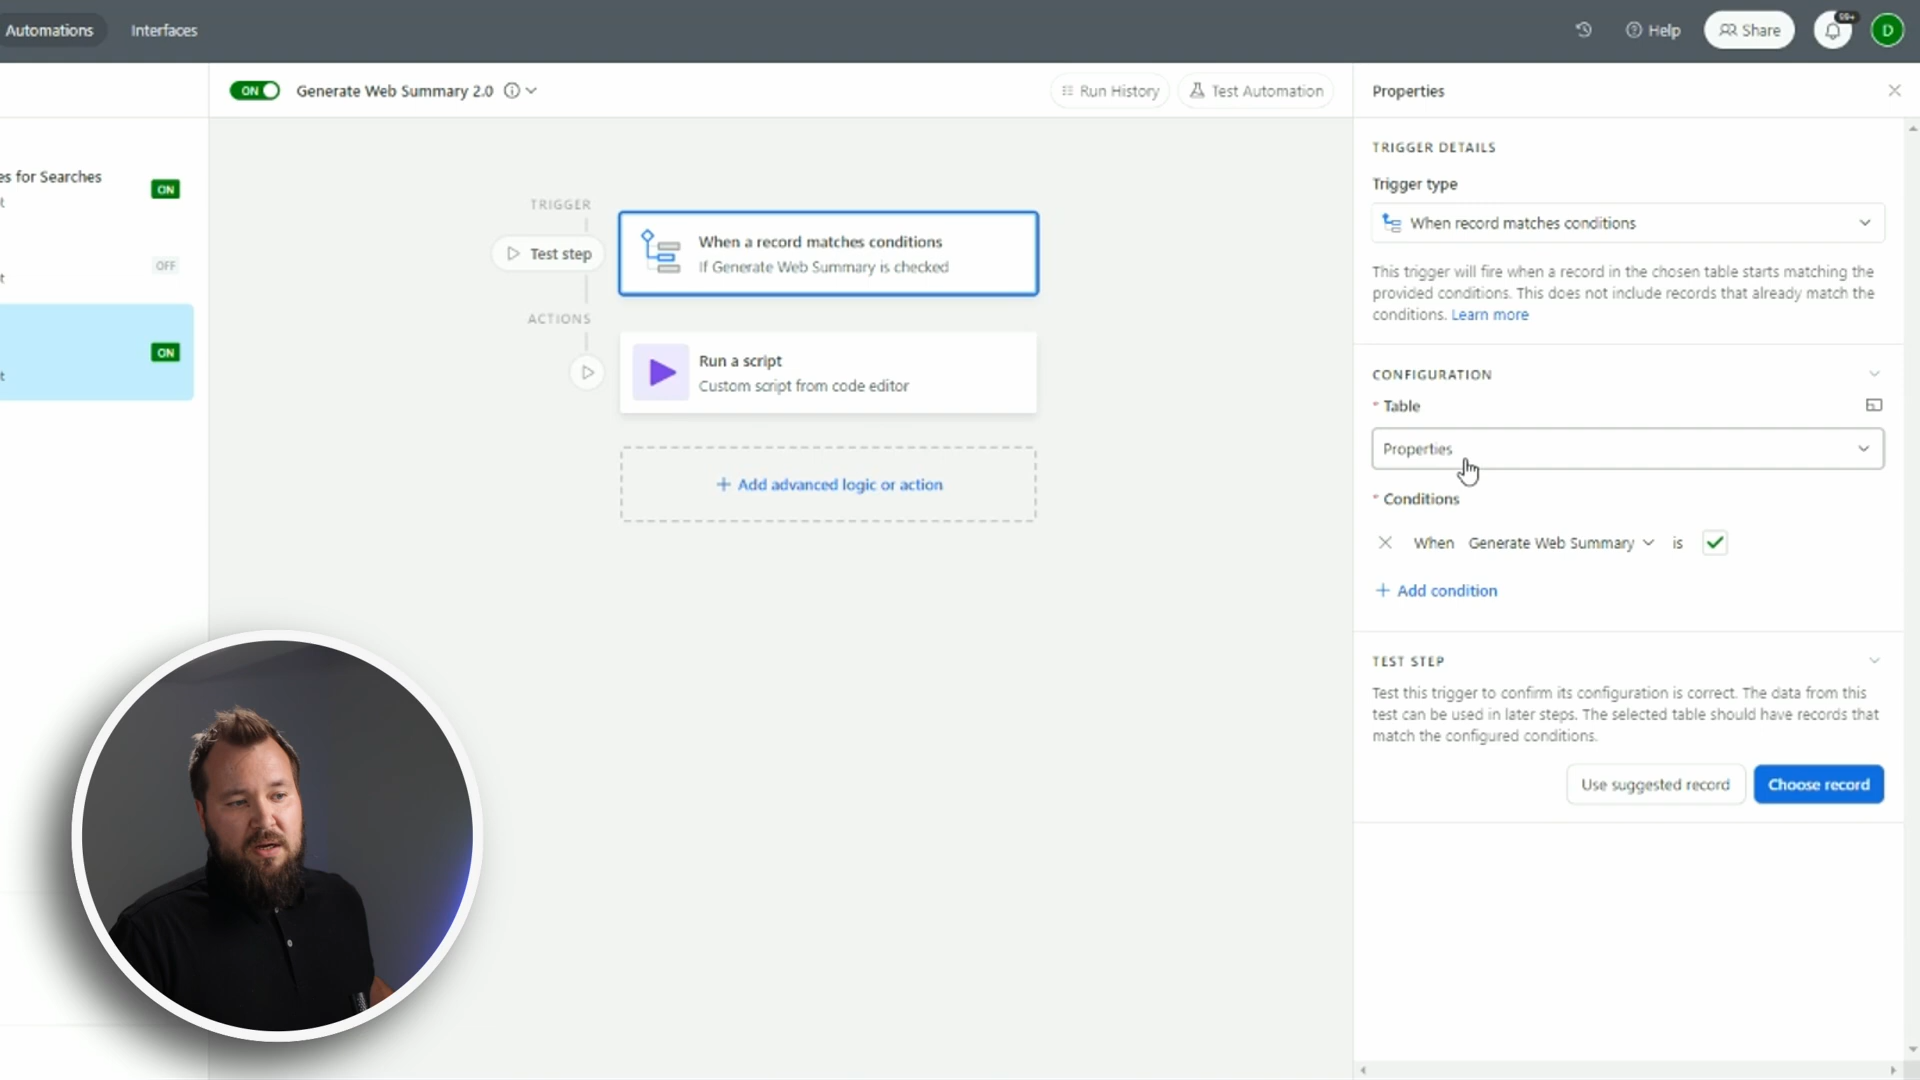 Automations
Interfaces
Help
Share
99+
D
es for Searches
t
ON
OFF
t
ON
t
ON
Generate Web Summary 2.0
Run History
Test Automation
TRIGGER
Test step
When a record matches conditions
If Generate Web Summary is checked
ACTIONS
Run a script
Custom script from code editor
+ Add advanced logic or action
Properties
TRIGGER DETAILS
Trigger type
When record matches conditions
This trigger will fire when a record in the chosen table starts matching the
provided conditions. This does not include records that already match the
conditions. Learn more
CONFIGURATION
* Table
Properties
* Conditions
When Generate Web Summary is
+ Add condition
TEST STEP
Test this trigger to confirm its configuration is correct. The data from this
test can be used in later steps. The selected table should have records that
match the configured conditions.
Use suggested record
Choose record